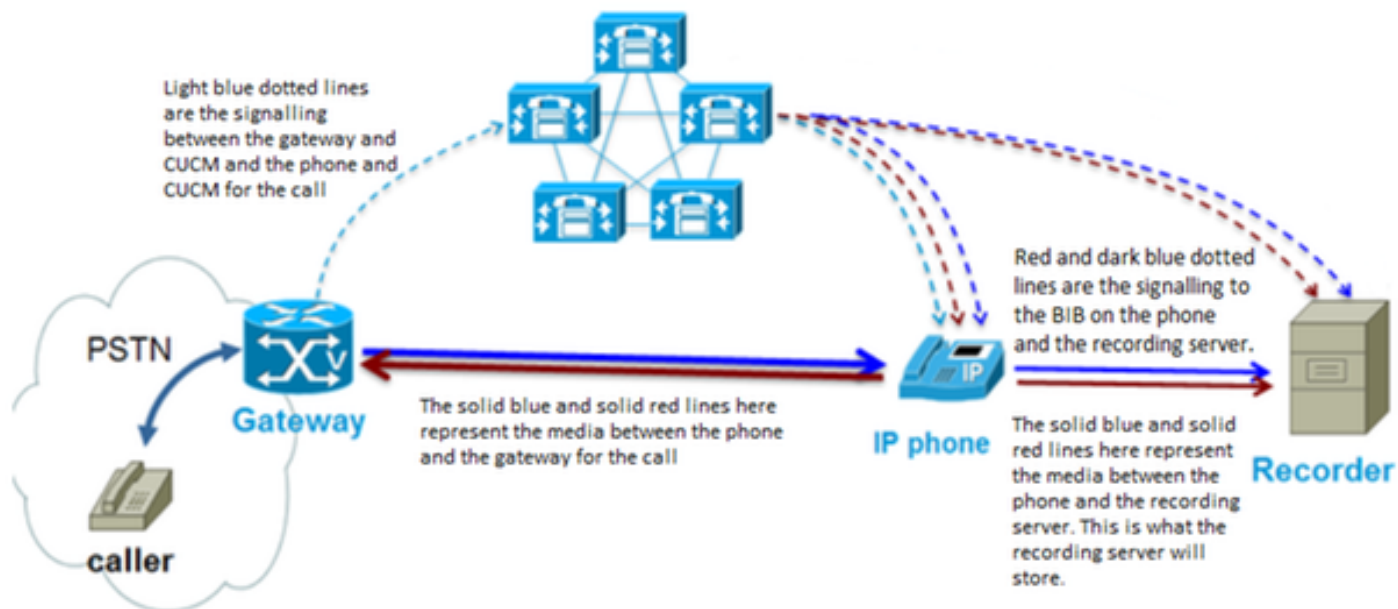 Light blue dotted lines
are the signalling
between the gateway and
CUCM and the phone and
CUCM for the call
PSTN
V
Gateway
caller
The solid blue and solid red lines here
represent the media between the phone
and the gateway for the call
IP
IP phone
Red and dark blue dotted
lines are the signalling to
the BIB on the phone
and the recording server.
The solid blue and solid
red lines here represent
the media between the
phone and the recording
server. This is what the
recording server will
store.
Recorder